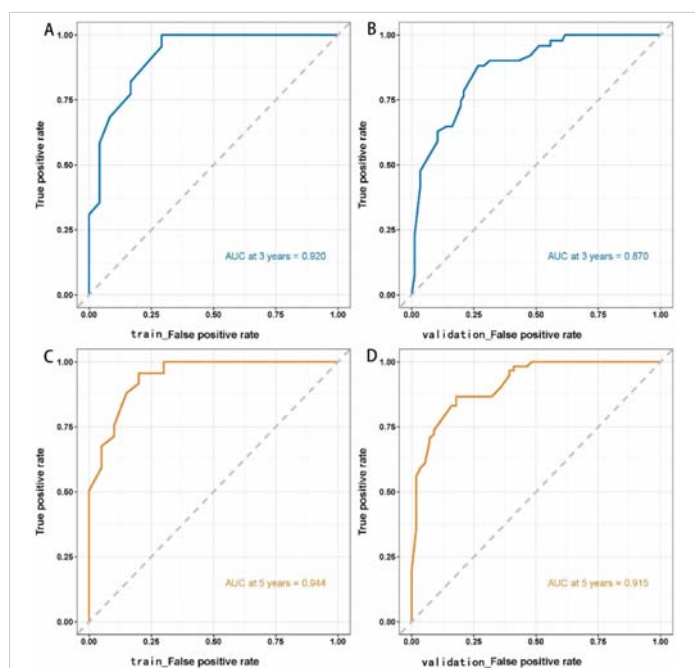 A
True positive rate
1.00
0.75
0.50
0.25
0.00
AUC at 3 years = 0.920
0.00 0.25 0.50 0.75 1.00
train_False positive rate
B
True positive rate
1.00
0.75
0.50
0.25
0.00
AUC at 3 years = 0.870
0.00 0.25 0.50 0.75 1.00
validation_False positive rate
C
True positive rate
1.00
0.75
0.50
0.25
0.00
AUC at 5 years = 0.944
0.00 0.25 0.50 0.75 1.00
train_False positive rate
D
True positive rate
1.00
0.75
0.50
0.25
0.00
AUC at 5 years = 0.915
0.00 0.25 0.50 0.75 1.00
validation_False positive rate